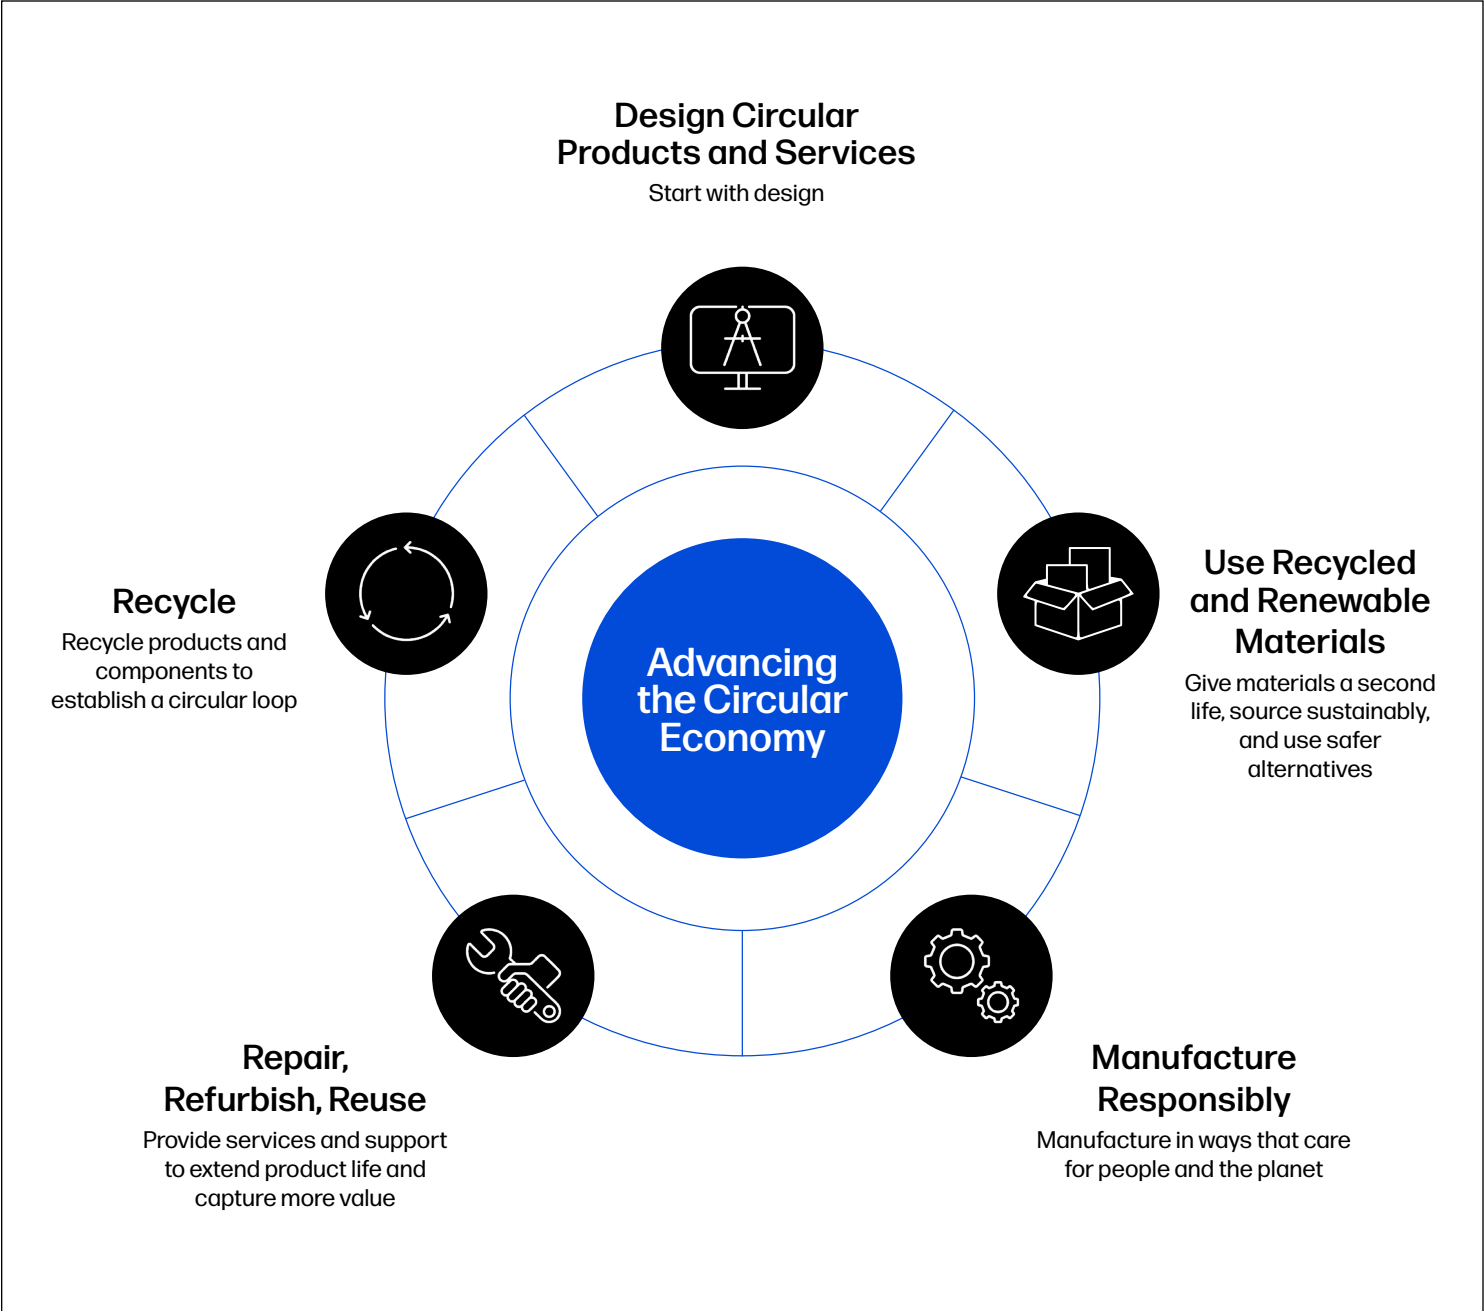 Design Circular
Products and Services
Start with design
Use Recycled
and Renewable
Materials
Give materials a second
life, source sustainably,
and use safer
alternatives
Manufacture
Responsibly
Manufacture in ways that care
for people and the planet
Repair,
Refurbish, Reuse
Provide services and support
to extend product life and
capture more value
Recycle
Recycle products and
components to
establish a circular loop
Advancing
the Circular
Economy